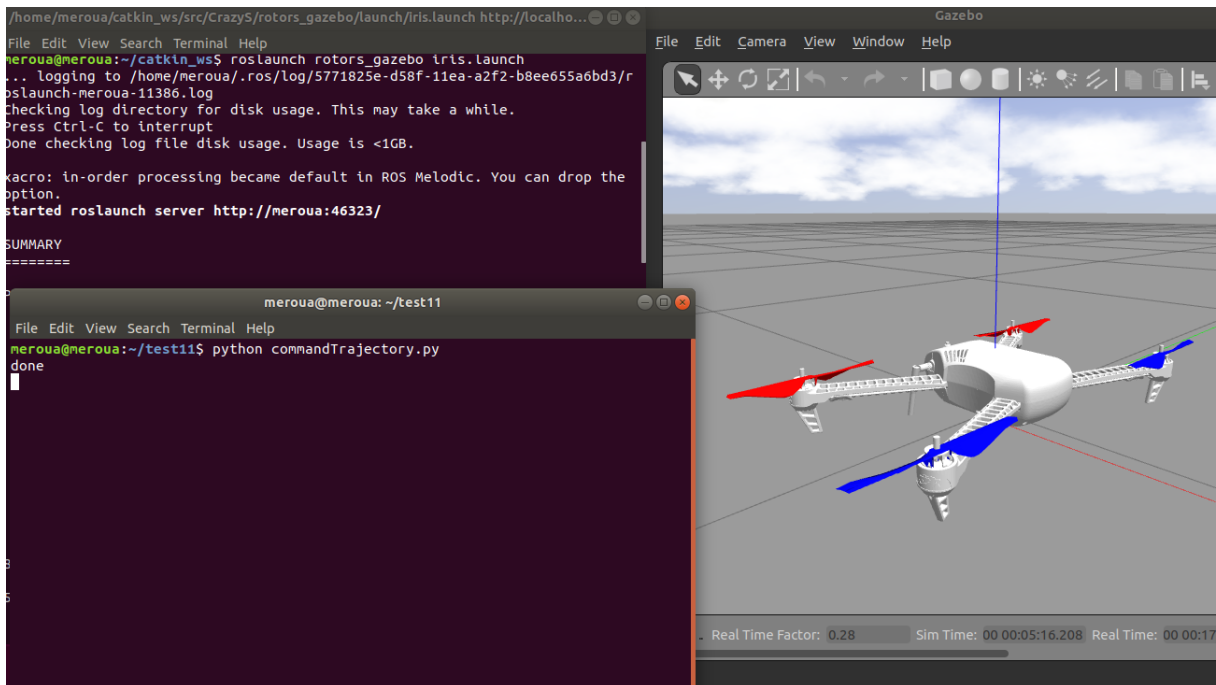 /home/meroua/catkin_ws/src/CrazyS/rotors_gazebo/launch/iris.launch http://localho...
File Edit View Search Terminal Help
meroua@meroua:~/catkin_ws$ roslaunch rotors_gazebo iris.launch
... logging to /home/meroua/.ros/log/5771825e-d58f-11ea-a2f2-b8ee655a6bd3/r
oslaunch-meroua-11386.log
Checking log directory for disk usage. This may take a while.
Press Ctrl-C to interrupt
Done checking log file disk usage. Usage is <1GB.
xacro: in-order processing became default in ROS Melodic. You can drop the
option.
started roslaunch server http://meroua:46323/
SUMMARY
========
meroua@meroua: ~/test11
File Edit View Search Terminal Help
meroua@meroua:~/test11$ python commandTrajectory.py
done
Gazebo
File Edit Camera View Window Help
Real Time Factor: 0.28 Sim Time: 00 00:05:16.208 Real Time: 00 00:17